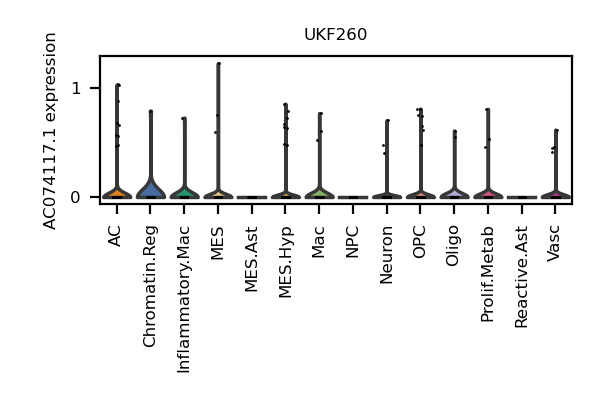 UKF260
AC074117.1 expression
1
0
AC
Chromatin.Reg
Inflammatory.Mac
MES
MES.Ast
MES.Hyp
Mac
NPC
Neuron
OPC
Oligo
Prolif.Metab
Reactive.Ast
Vasc